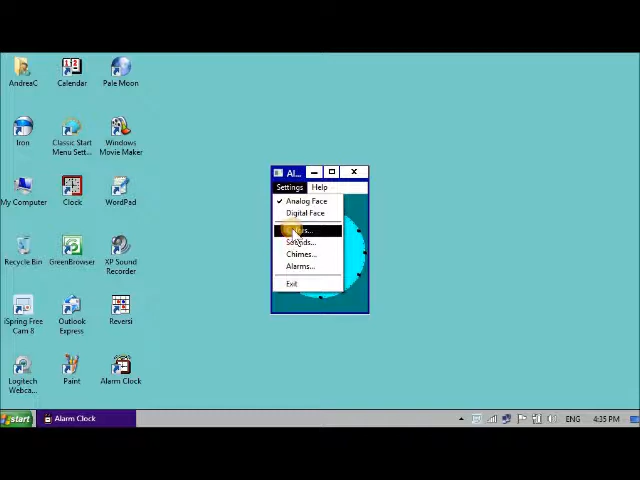 AndreaC
Calendar
Pale Moon
Iron
Classic Start
Menu Sett...
Windows
Movie Maker
My Computer
Clock
WordPad
Recycle Bin
GreenBrowser
XP Sound
Recorder
iSpring Free
Cam 8
Outlook
Express
Reversi
Logitech
Webca...
Paint
Alarm Clock
Al...
Settings
Help
Analog Face
Digital Face
Chimes...
Alarms...
Exit
start
Alarm Clock
ENG
4:35 PM